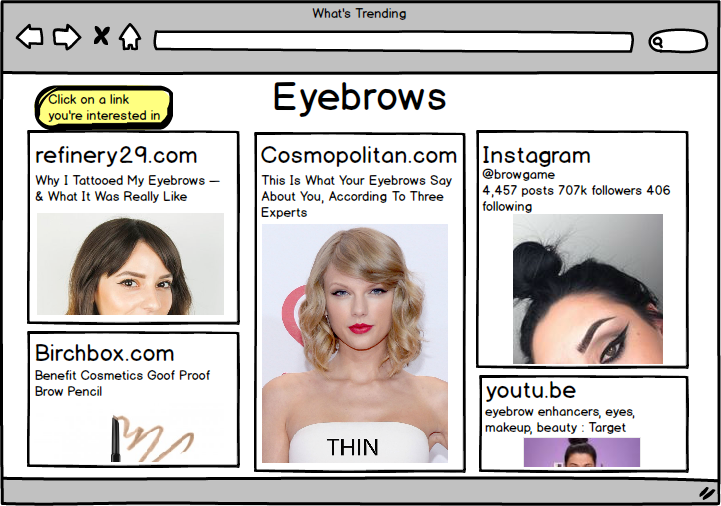 What's Trending
Click on a link
you're interested in
Eyebrows
refinery29.com
Why I Tattooed My Eyebrows —
& What It Was Really Like
Birchbox.com
Benefit Cosmetics Goof Proof
Brow Pencil
Cosmopolitan.com
This Is What Your Eyebrows Say
About You, According To Three
Experts
THIN
Instagram
@browgame
4,457 posts 707k followers 406
following
youtu.be
eyebrow enhancers, eyes,
makeup, beauty : Target